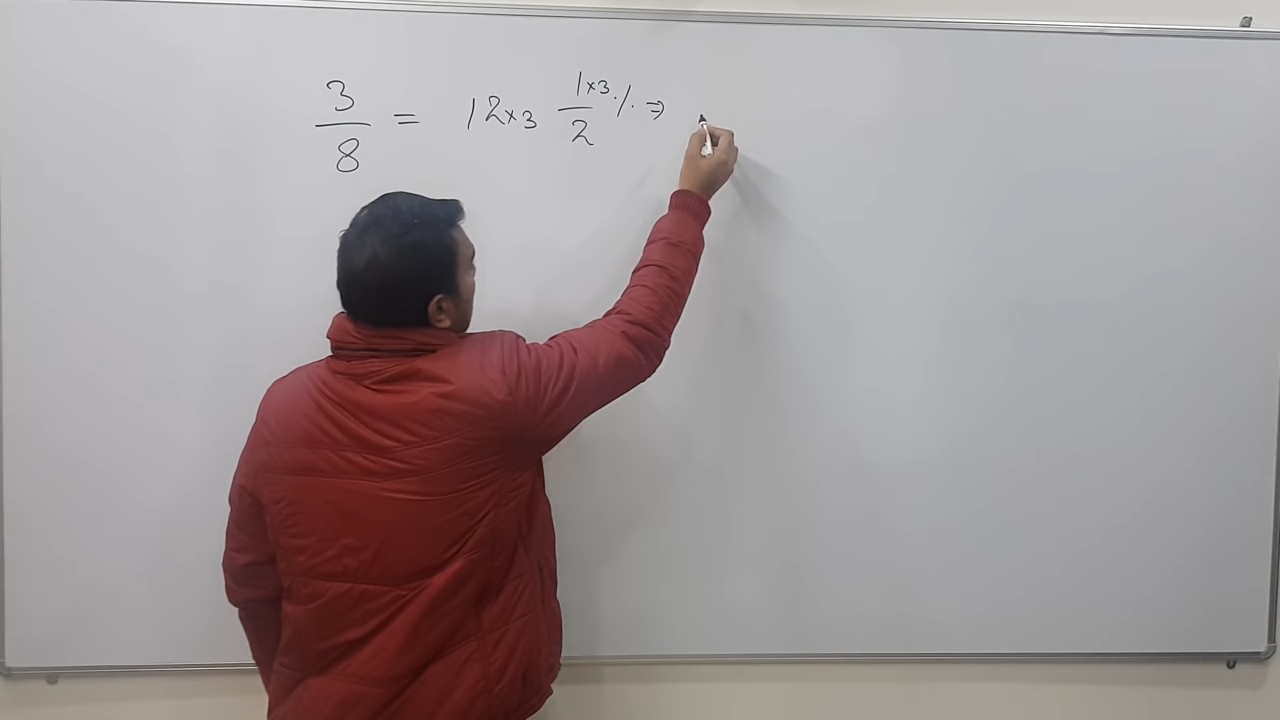 3/8 = 12×3 1×3/2 % ⇒